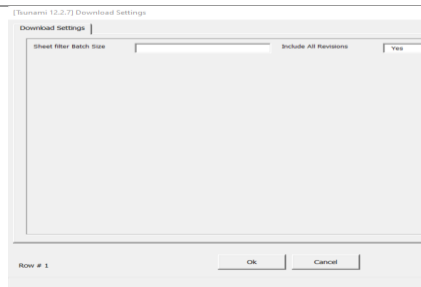 [Tsunami 12.2.7] Download Settings
Download Settings
Sheet filter Batch Size
Include All Revisions
Yes
Row # 1
Ok
Cancel